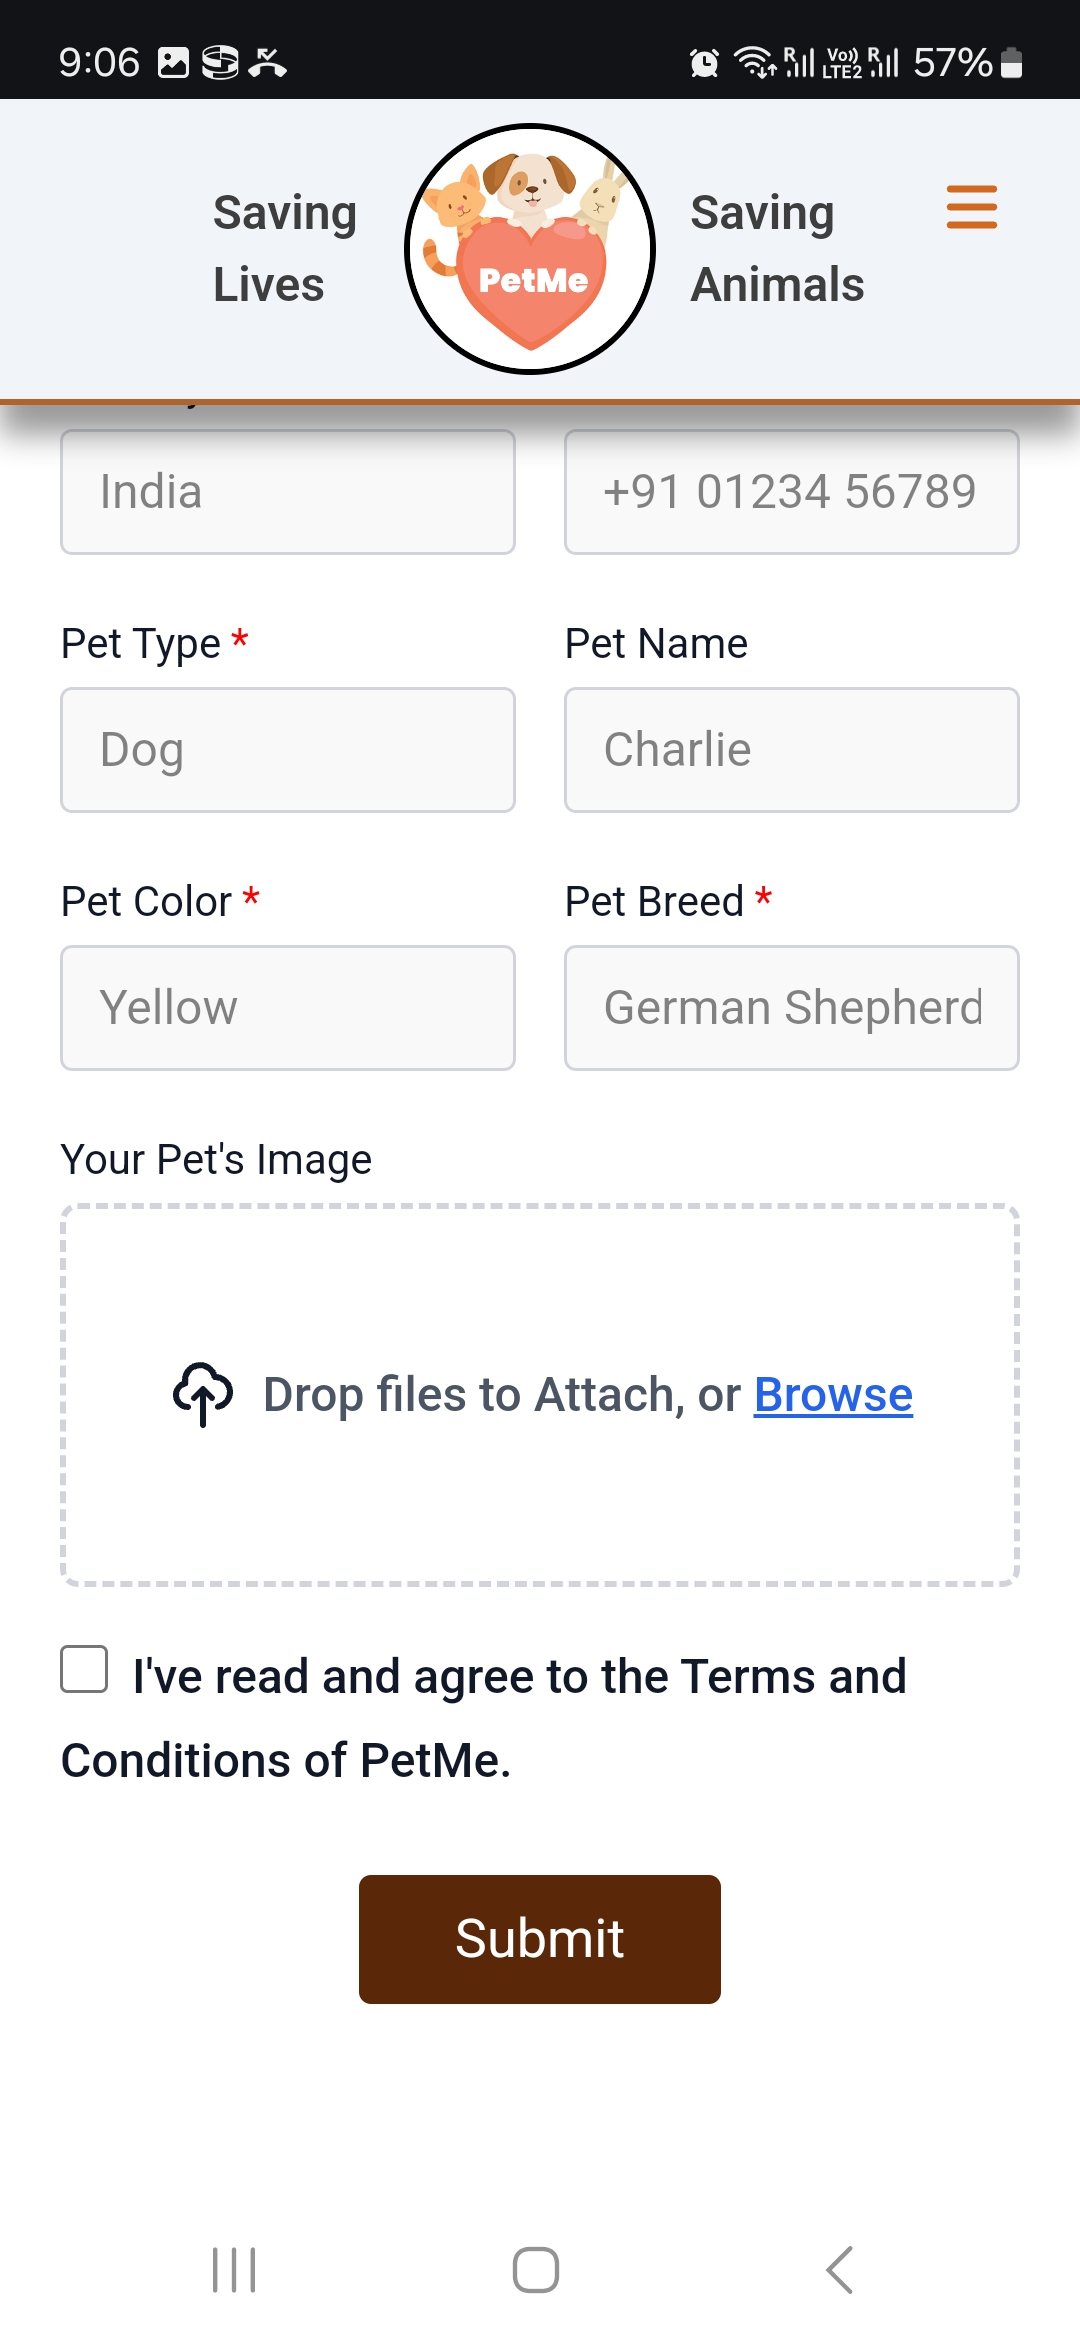 9:06 R Vo)) LTE2 R 57%
Saving Lives
PetMe
Saving Animals
India +91 01234 56789
Pet Type * Pet Name
Dog Charlie
Pet Color * Pet Breed *
Yellow German Shepherd
Your Pet's Image
Drop files to Attach, or Browse
I've read and agree to the Terms and
Conditions of PetMe.
Submit